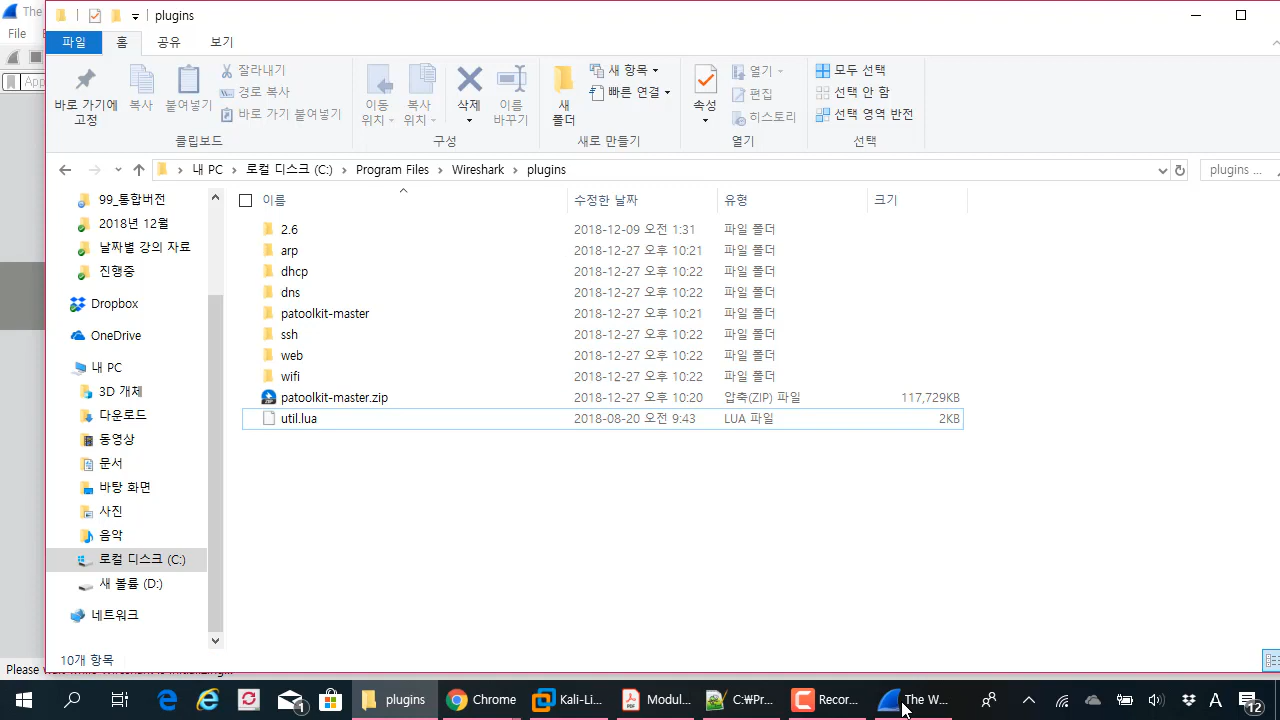 The
File
App
plugins
파일
홈
공유
보기
바로 가기에
고정
복사
붙여넣기
잘라내기
경로 복사
바로 가기 붙여넣기
클립보드
이동
위치
복사
위치
삭제
이름
바꾸기
구성
새
폴더
새 항목
빠른 연결
새로 만들기
속성
열기
편집
히스토리
열기
모두 선택
선택 안 함
선택 영역 반전
선택
내 PC > 로컬 디스크 (C:) > Program Files > Wireshark > plugins
plugins ...
이름 수정한 날짜 유형 크기
2.6 2018-12-09 오전 1:31 파일 폴더
arp 2018-12-27 오후 10:21 파일 폴더
dhcp 2018-12-27 오후 10:22 파일 폴더
dns 2018-12-27 오후 10:22 파일 폴더
patoolkit-master 2018-12-27 오후 10:21 파일 폴더
ssh 2018-12-27 오후 10:22 파일 폴더
web 2018-12-27 오후 10:22 파일 폴더
wifi 2018-12-27 오후 10:22 파일 폴더
patoolkit-master.zip 2018-12-27 오후 10:20 압축(ZIP) 파일 117,729KB
util.lua 2018-08-20 오전 9:43 LUA 파일 2KB
99_통합버전
2018년 12월
날짜별 강의 자료
진행중
Dropbox
OneDrive
내 PC
3D 개체
다운로드
동영상
문서
바탕 화면
사진
음악
로컬 디스크 (C:)
새 볼륨 (D:)
네트워크
10개 항목
Please
plugins
Chrome
Kali-Li...
Modul...
C:₩Pr...
Recor...
The W...
A
1
12